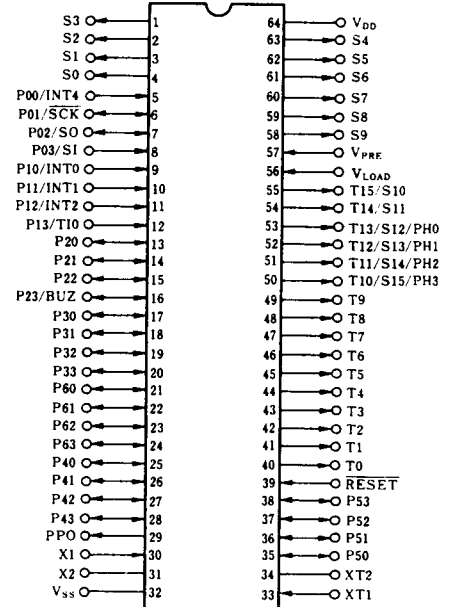 S3 1 64 VDD
S2 2 63 S4
S1 3 62 S5
S0 4 61 S6
P00/INT4 5 60 S7
P01/SCK 6 59 S8
P02/SO 7 58 S9
P03/SI 8 57 VPRE
P10/INT0 9 56 VLOAD
P11/INT1 10 55 T15/S10
P12/INT2 11 54 T14/S11
P13/TI0 12 53 T13/S12/PH0
P20 13 52 T12/S13/PH1
P21 14 51 T11/S14/PH2
P22 15 50 T10/S15/PH3
P23/BUZ 16 49 T9
P30 17 48 T8
P31 18 47 T7
P32 19 46 T6
P33 20 45 T5
P60 21 44 T4
P61 22 43 T3
P62 23 42 T2
P63 24 41 T1
P40 25 40 T0
P41 26 39 RESET
P42 27 38 P53
P43 28 37 P52
PPO 29 36 P51
X1 30 35 P50
X2 31 34 XT2
VSS 32 33 XT1